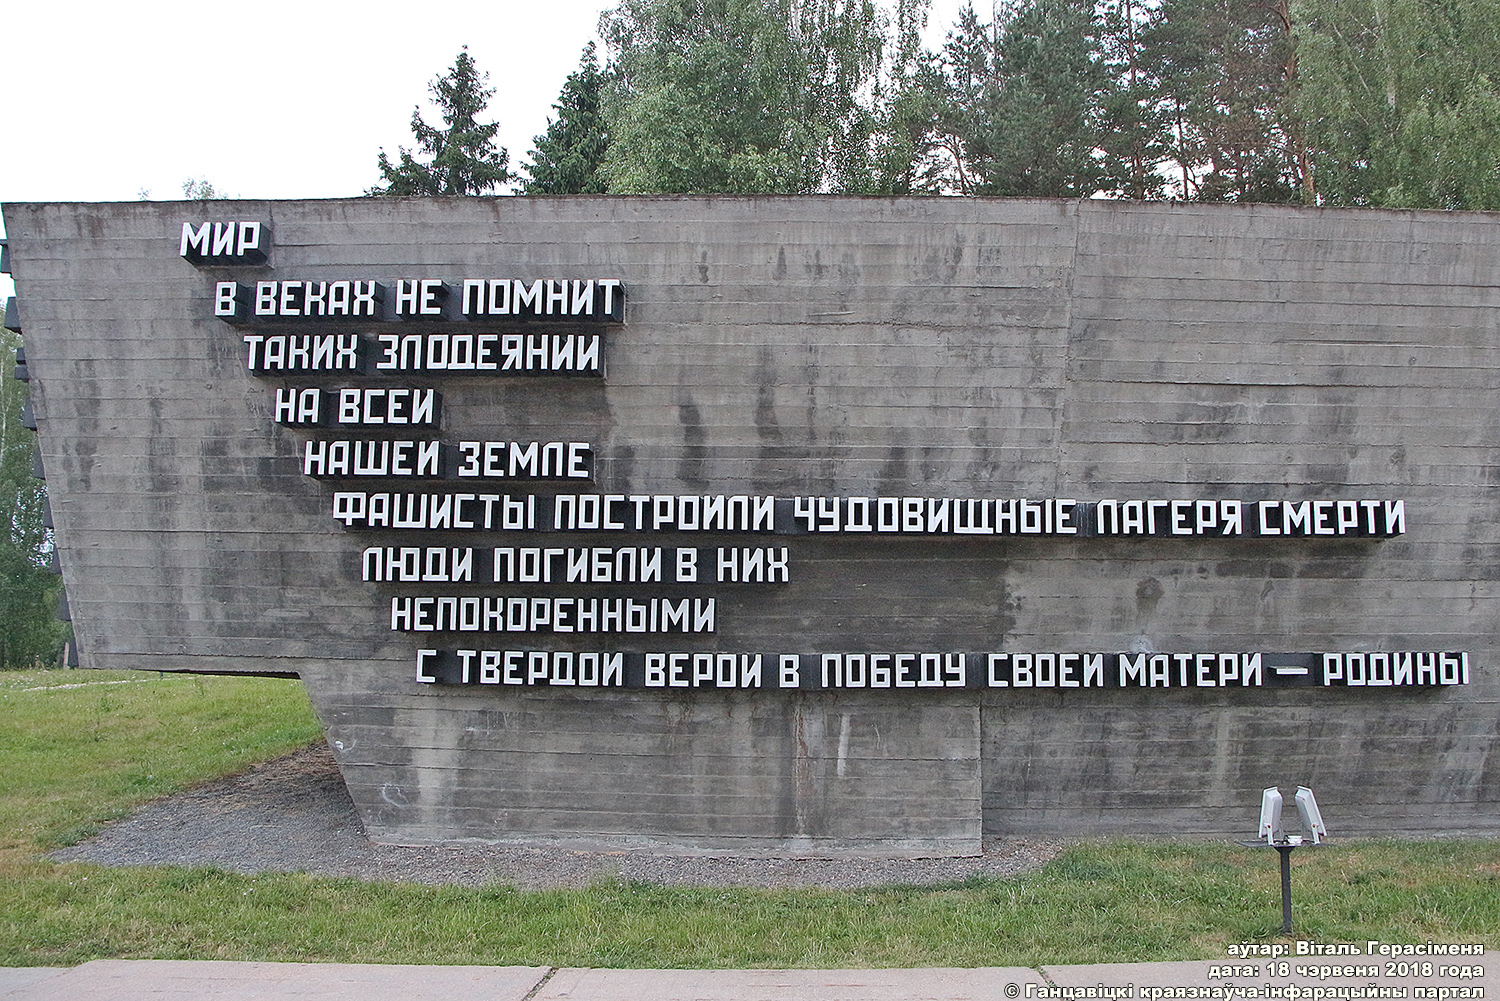 МИР
В ВЕКАХ НЕ ПОМНИТ
ТАКИХ ЗЛОДЕЯНИИ
НА ВСЕИ
НАШЕИ ЗЕМЛЕ
ФАШИСТЫ ПОСТРОИЛИ ЧУДОВИЩНЫЕ ЛАГЕРЯ СМЕРТИ
ЛЮДИ ПОГИБЛИ В НИХ
НЕПОКОРЕННЫМИ
С ТВЕРДОИ ВЕРОИ В ПОБЕДУ СВОЕИ МАТЕРИ — РОДИНЫ
аўтар: Віталь Герасіменя
дата: 18 чэрвеня 2018 года
© Ганцавіцкі краязнаўча-інфарацыйны партал